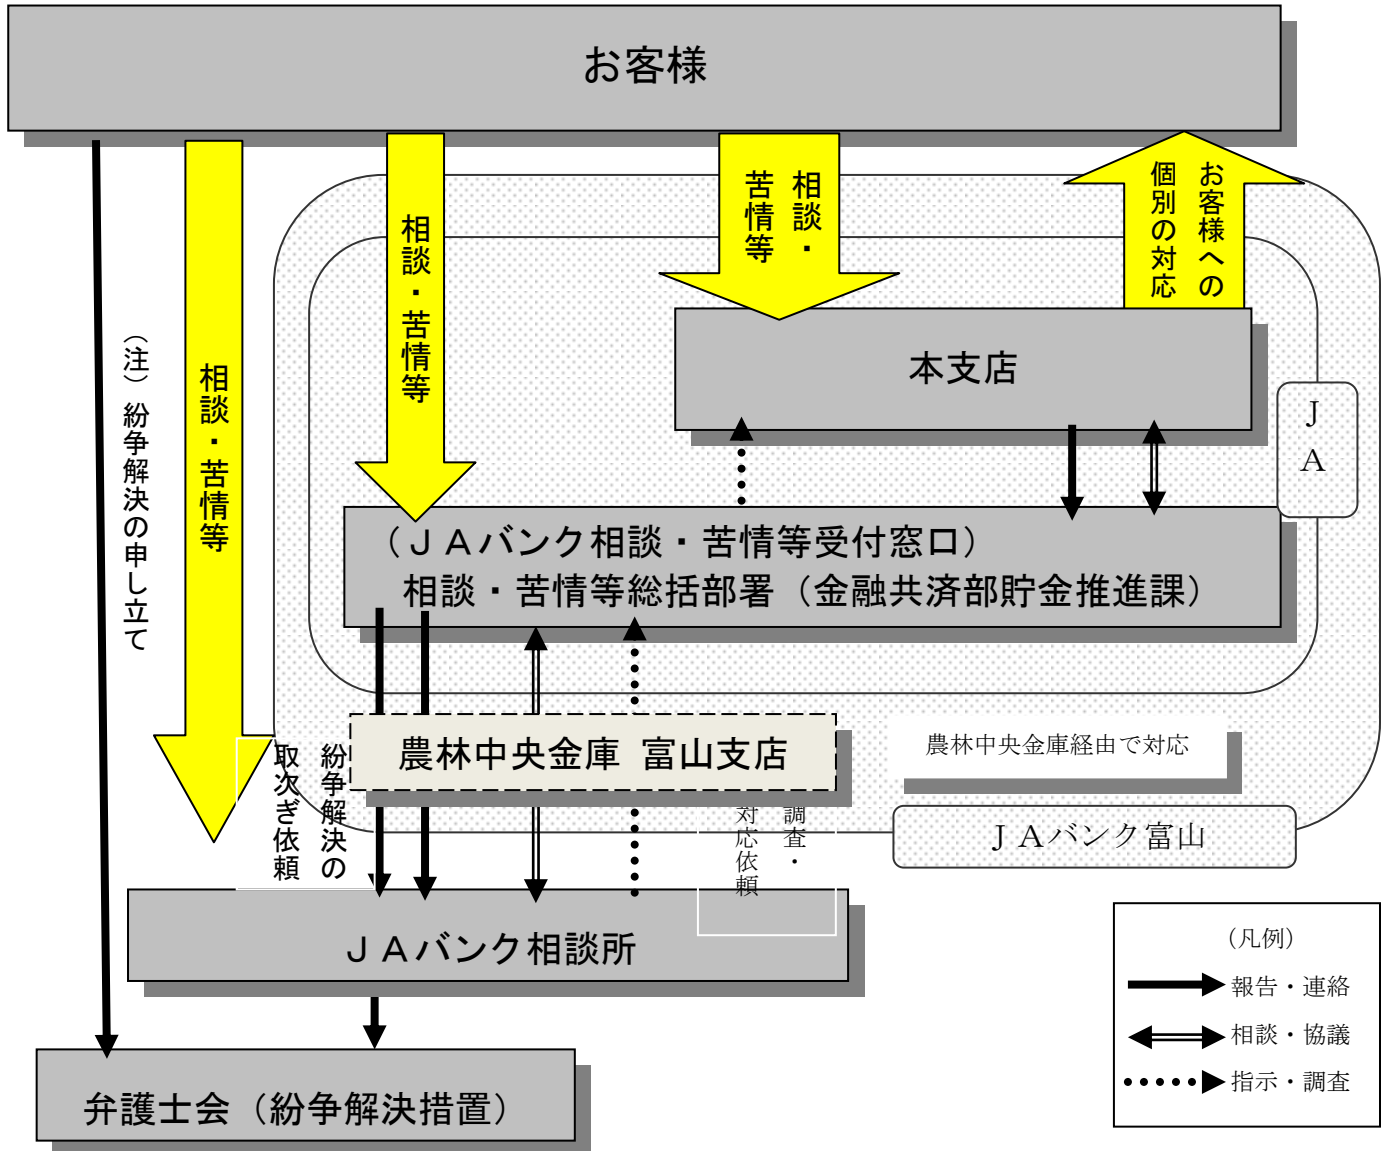 お客様
相談・
苦情等
お客様への
個別の対応
相談・苦情等
相談・苦情等
（注）紛争解決の申し立て
本支店
ＪＡ
（ＪＡバンク相談・苦情等受付窓口）
相談・苦情等総括部署（金融共済部貯金推進課）
農林中央金庫 富山支店
農林中央金庫経由で対応
紛争解決の
取次ぎ依頼
調査・
対応依頼
ＪＡバンク富山
ＪＡバンク相談所
弁護士会（紛争解決措置）
（凡例）
報告・連絡
相談・協議
指示・調査